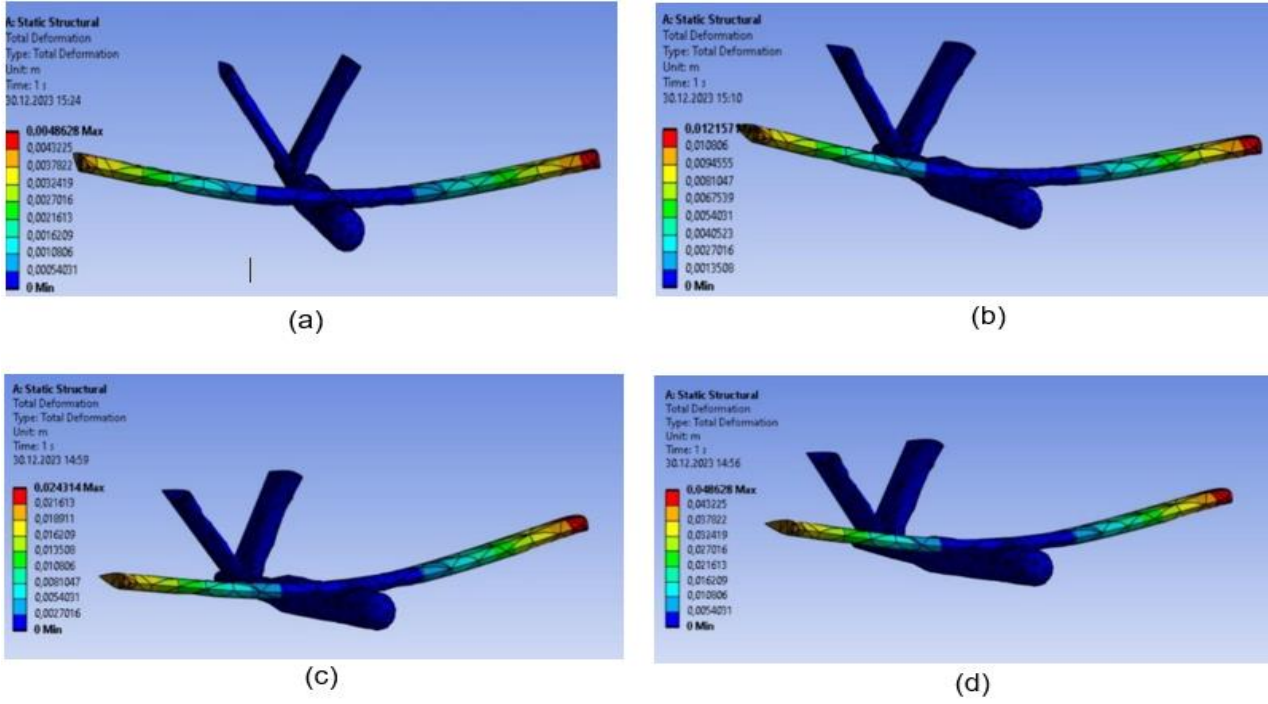 A: Static Structural
Total Deformation
Type: Total Deformation
Unit: m
Time: 1 s
30.12.2023 15:24
0,0048628 Max
0,0043225
0,0037822
0,0032419
0,0027016
0,0021613
0,0016209
0,0010806
0,00054031
0 Min
(a)
A: Static Structural
Total Deformation
Type: Total Deformation
Unit: m
Time: 1 s
30.12.2023 15:10
0,012157
0,010806
0,0094555
0,0081047
0,0067539
0,0054031
0,0040523
0,0027016
0,0013508
0 Min
(b)
A: Static Structural
Total Deformation
Type: Total Deformation
Unit: m
Time: 1 s
30.12.2023 14:59
0,024314 Max
0,021613
0,018911
0,016209
0,013508
0,010806
0,0081047
0,0054031
0,0027016
0 Min
(c)
A: Static Structural
Total Deformation
Type: Total Deformation
Unit: m
Time: 1 s
30.12.2023 14:56
0,048628 Max
0,043225
0,037822
0,032419
0,027016
0,021613
0,016209
0,010806
0,0054031
0 Min
(d)